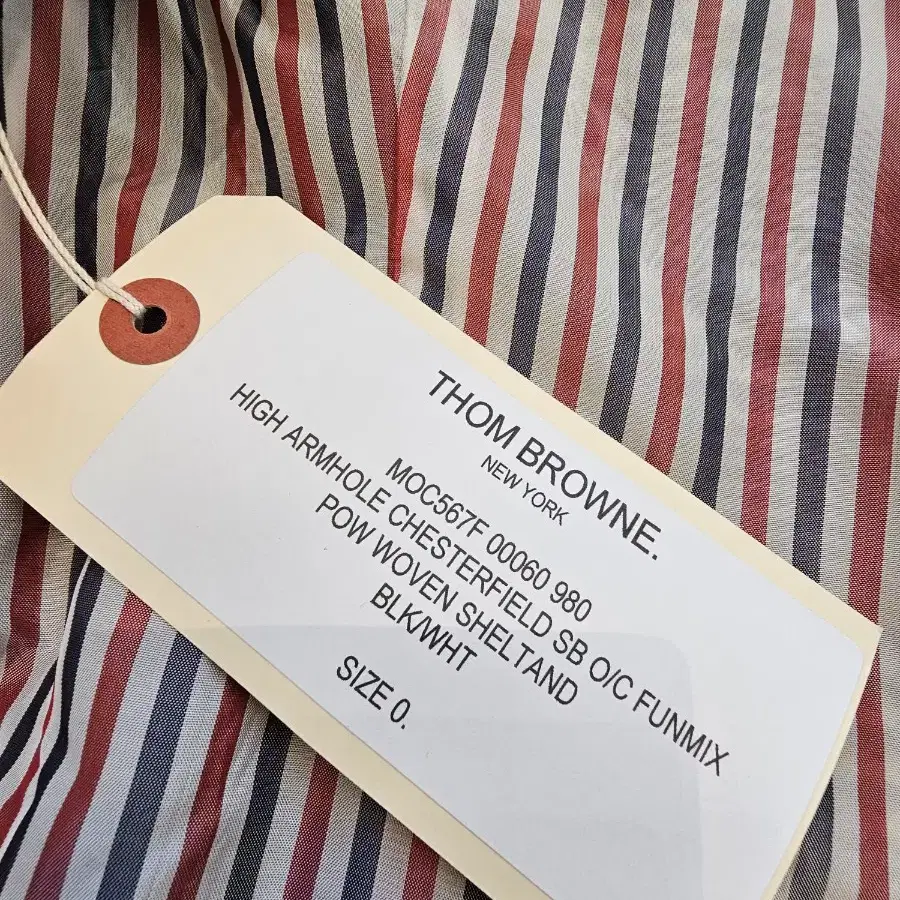 THOM BROWNE.
NEW YORK
MOC567F 00060 980
HIGH ARMHOLE CHESTERFIELD SB O/C FUNMIX
POW WOVEN SHELTAND
BLK/WHT
SIZE 0.